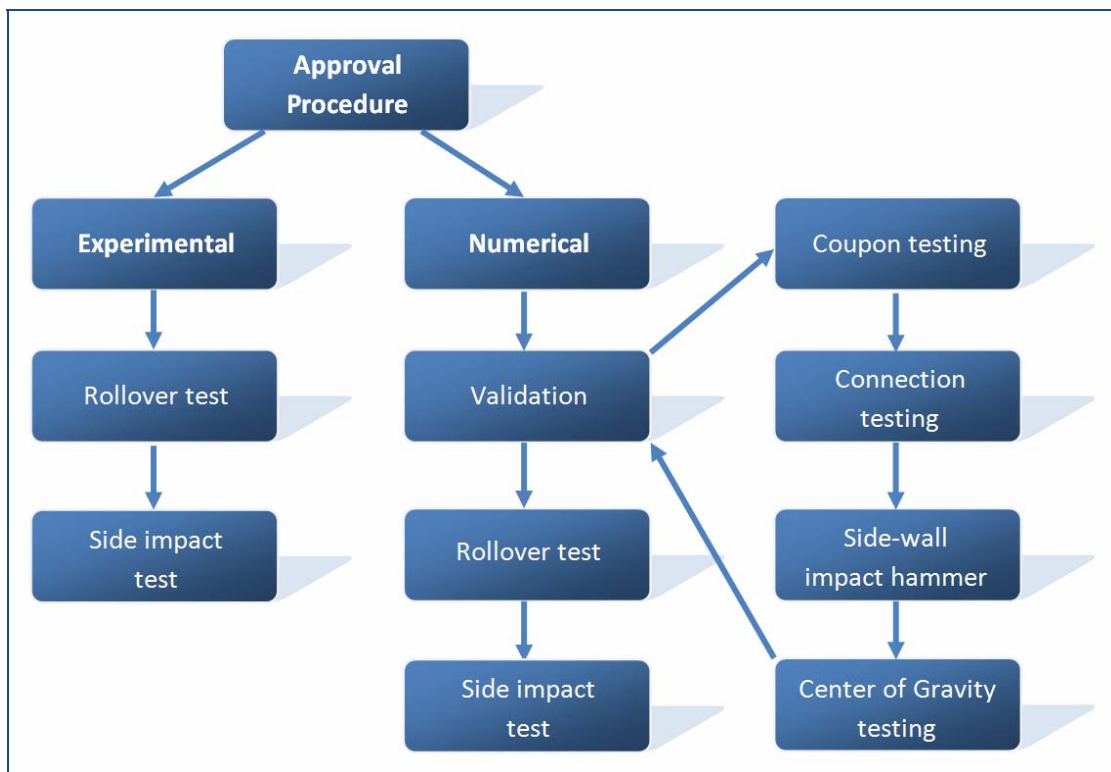 Approval
Procedure
Experimental
Numerical
Coupon testing
Rollover test
Validation
Connection
testing
Side impact
test
Rollover test
Side-wall
impact hammer
Side impact
test
Center of Gravity
testing